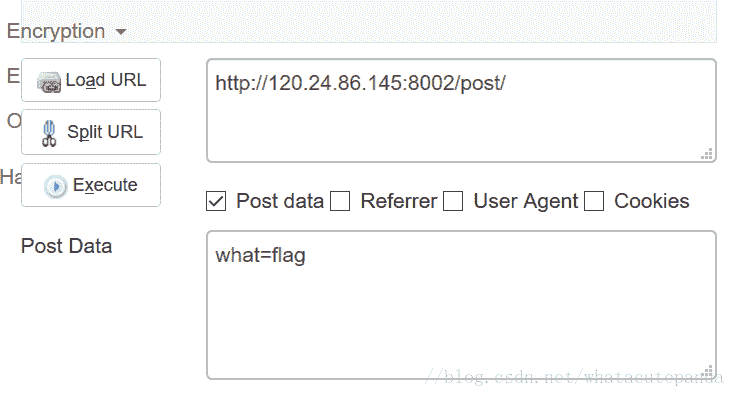 Encryption
E
Load URL
http://120.24.86.145:8002/post/
O
Split URL
Ha
Execute
Post data Referrer User Agent Cookies
Post Data
what=flag
//blog.csdn.net/whatacutepanda